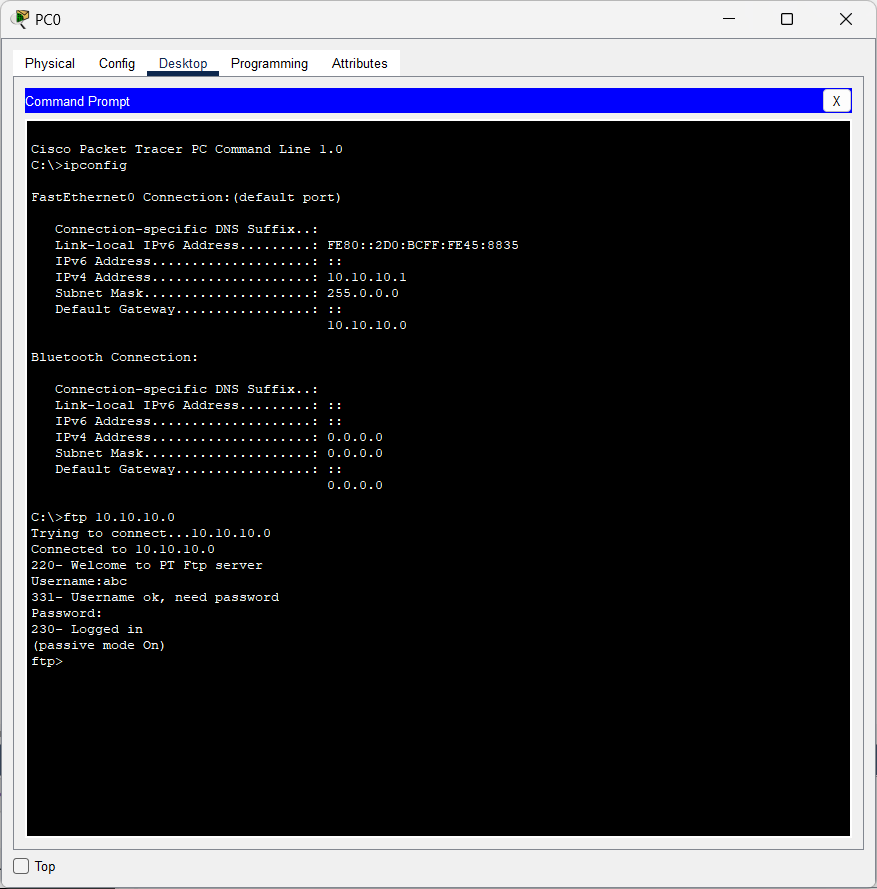 PC0
Physical Config Desktop Programming Attributes
Command Prompt X
Cisco Packet Tracer PC Command Line 1.0
C:\>ipconfig
FastEthernet0 Connection:(default port)
Connection-specific DNS Suffix..:
Link-local IPv6 Address.........: FE80::2D0:BCFF:FE45:8835
IPv6 Address....................: ::
IPv4 Address....................: 10.10.10.1
Subnet Mask.....................: 255.0.0.0
Default Gateway.................: ::
10.10.10.0
Bluetooth Connection:
Connection-specific DNS Suffix..:
Link-local IPv6 Address.........: ::
IPv6 Address....................: ::
IPv4 Address....................: 0.0.0.0
Subnet Mask.....................: 0.0.0.0
Default Gateway.................: ::
0.0.0.0
C:\>ftp 10.10.10.0
Trying to connect...10.10.10.0
Connected to 10.10.10.0
220- Welcome to PT Ftp server
Username:abc
331- Username ok, need password
Password:
230- Logged in
(passive mode On)
ftp>
Top